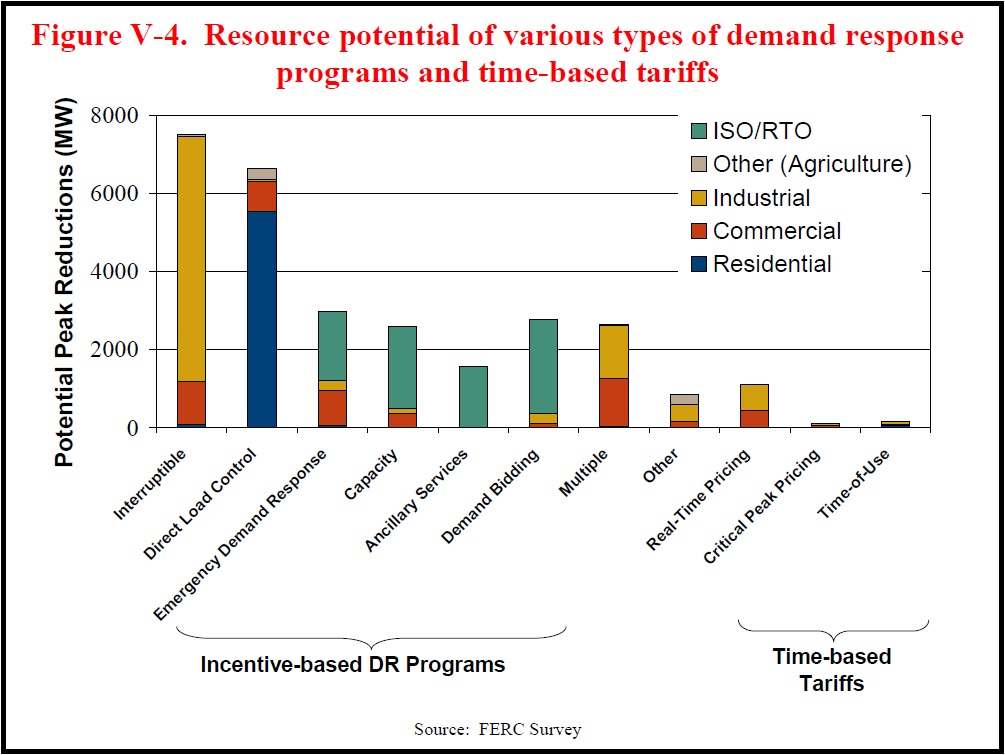 Figure V-4. Resource potential of various types of demand response
programs and time-based tariffs
Potential Peak Reductions (MW)
8000
6000
4000
2000
0
ISO/RTO
Other (Agriculture)
Industrial
Commercial
Residential
Interruptible
Direct Load Control
Emergency Demand Response
Capacity
Ancillary Services
Demand Bidding
Multiple
Other
Real-Time Pricing
Critical Peak Pricing
Time-of-Use
Incentive-based DR Programs
Time-based
Tariffs
Source: FERC Survey